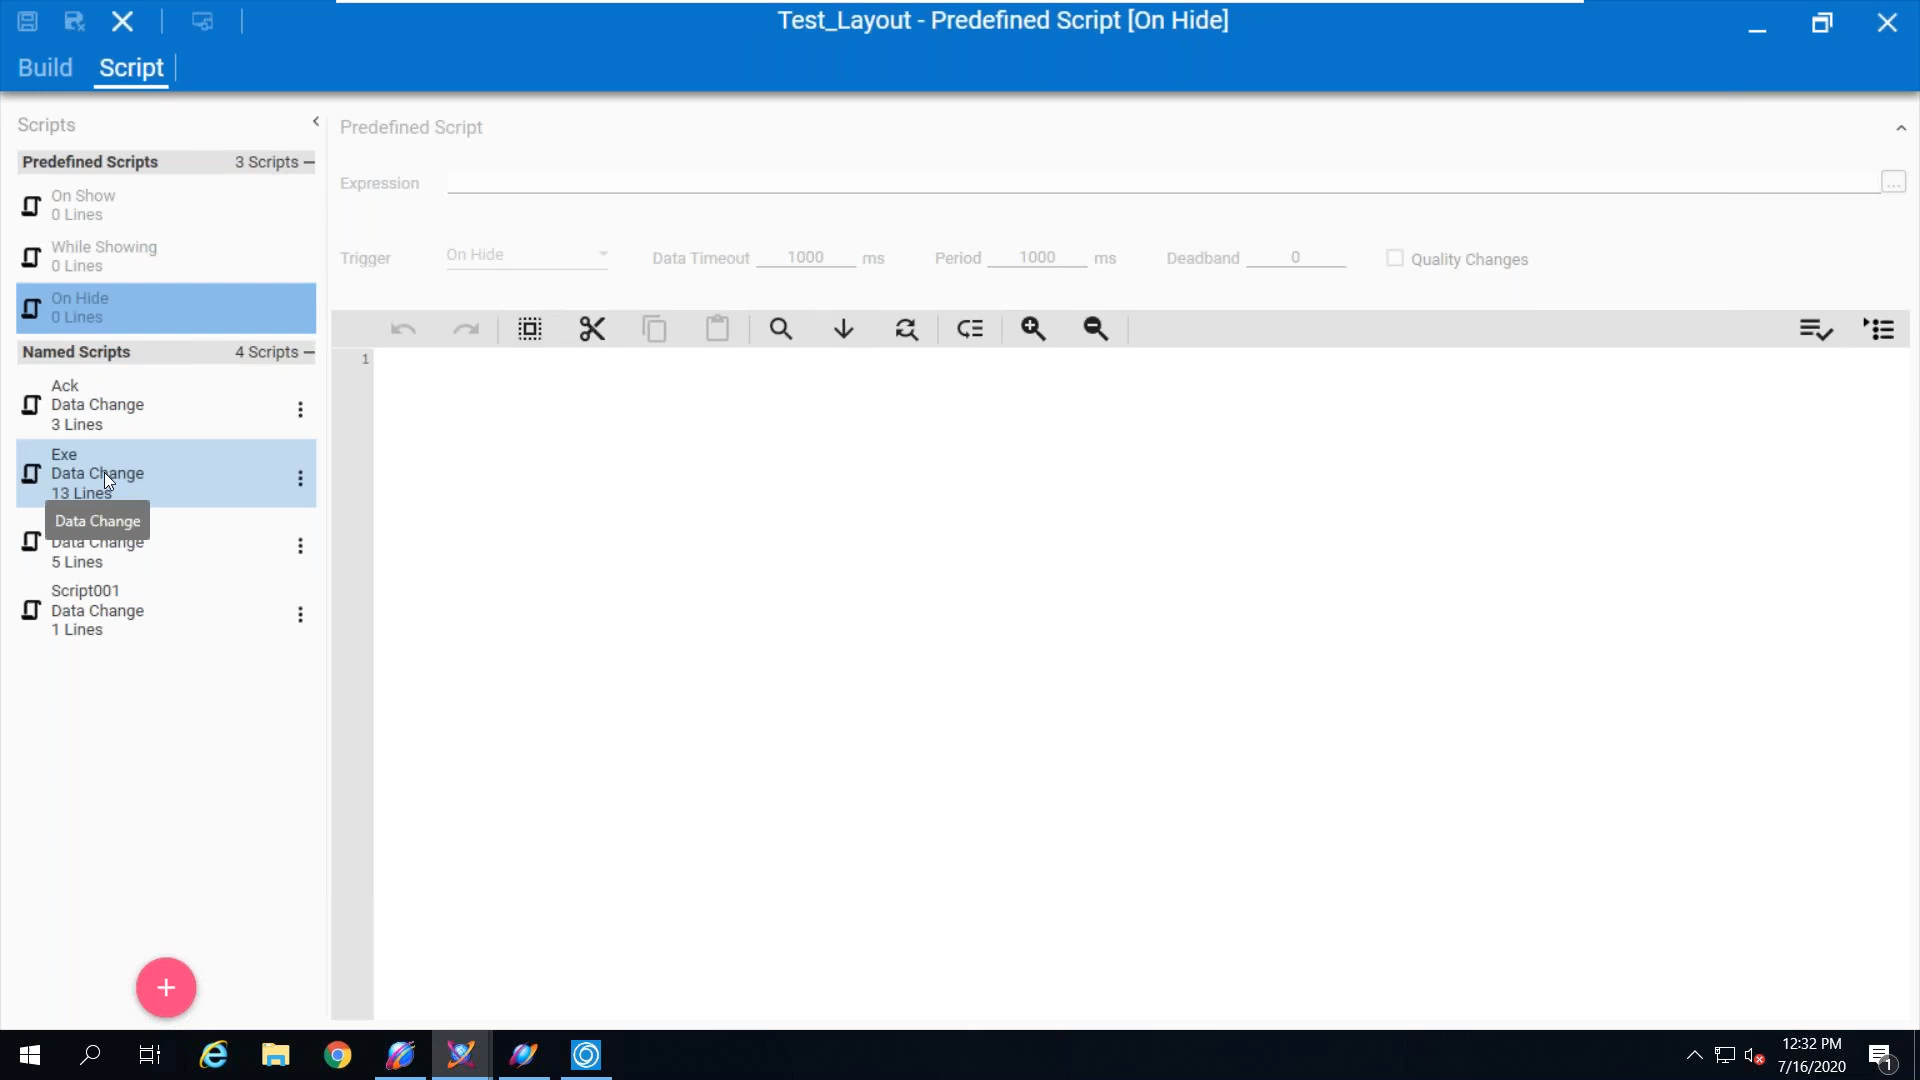 Test_Layout - Predefined Script [On Hide]
Build Script
Scripts
Predefined Scripts 3 Scripts
On Show
0 Lines
While Showing
0 Lines
On Hide
0 Lines
Named Scripts 4 Scripts
Ack
Data Change
3 Lines
Exe
Data Change
13 Lines
Data Change
Data Change
5 Lines
Script001
Data Change
1 Lines
Predefined Script
Expression
...
Trigger On Hide Data Timeout 1000 ms Period 1000 ms Deadband 0 Quality Changes
1
12:32 PM
7/16/2020
1